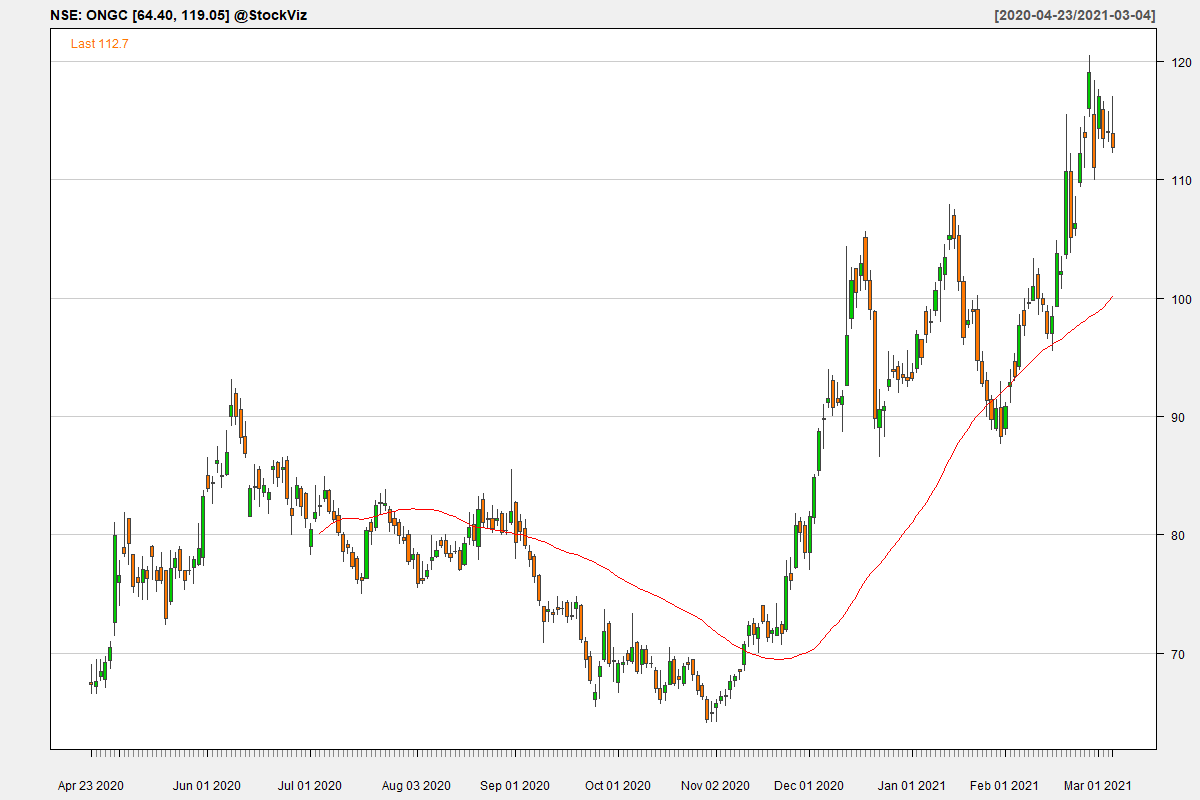 NSE: ONGC [64.40, 119.05] @StockViz
[2020-04-23/2021-03-04]
Last 112.7
120
110
100
90
80
70
Apr 23 2020 Jun 01 2020 Jul 01 2020 Aug 03 2020 Sep 01 2020 Oct 01 2020 Nov 02 2020 Dec 01 2020 Jan 01 2021 Feb 01 2021 Mar 01 2021